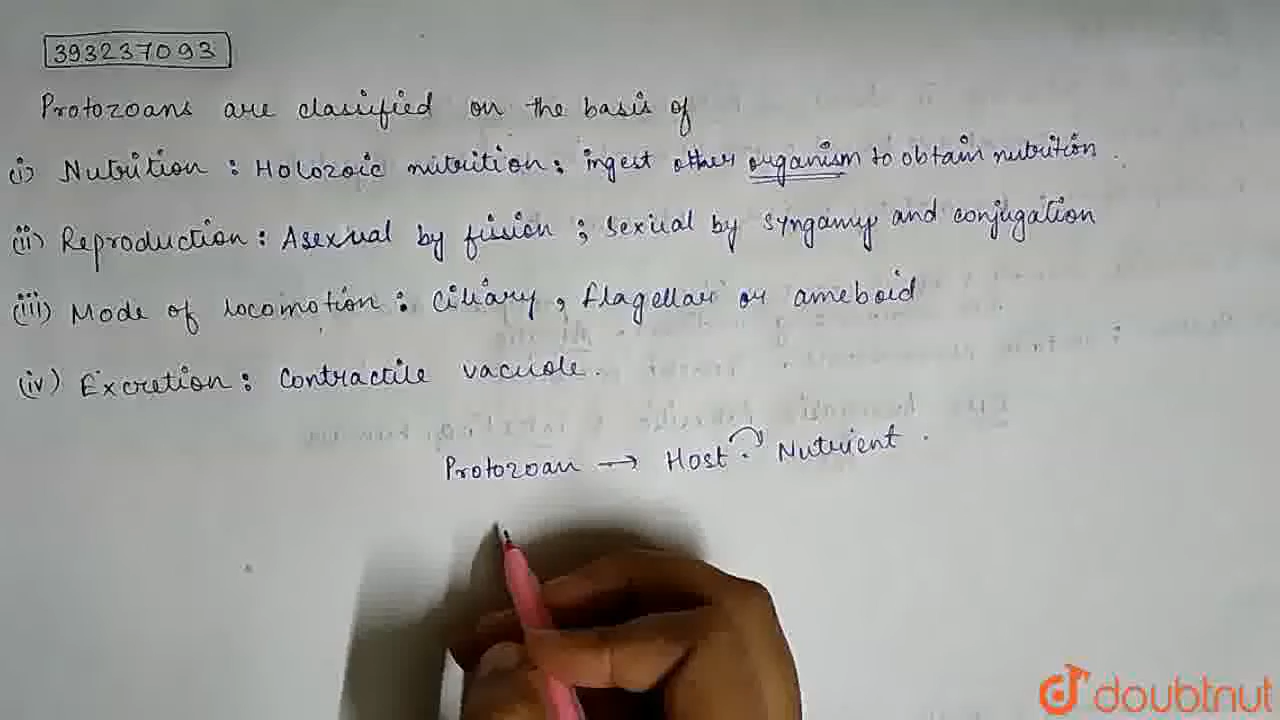 393237093
Protozoans are classified on the basis of
(i) Nutrition : Holozoic nutrition; ingest other organism to obtain nutrition.
(ii) Reproduction: Asexual by fission ; sexual by syngamy and conjugation
(iii) Mode of locomotion : ciliary, flagellar or ameboid
(iv) Excretion: contractile vacuole.
Protozoan → Host. Nutrient.
doubtnut